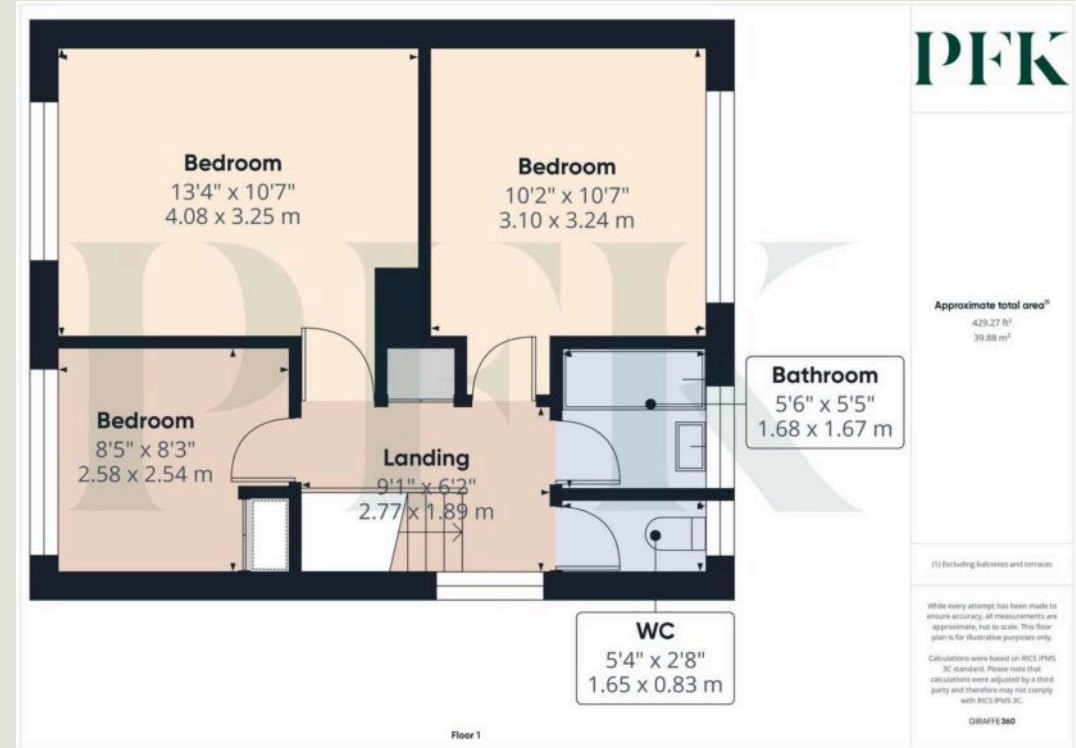 Bedroom
13'4" x 10'7"
4.08 x 3.25 m
Bedroom
10'2" x 10'7"
3.10 x 3.24 m
Bedroom
8'5" x 8'3"
2.58 x 2.54 m
Landing
9'1" x 6'2"
2.77 x 1.89 m
Bathroom
5'6" x 5'5"
1.68 x 1.67 m
WC
5'4" x 2'8"
1.65 x 0.83 m
Floor 1
PFK
PFK
Approximate total area⁽¹⁾
429.27 ft²
39.88 m²
(1) Excluding balconies and terraces
While every attempt has been made to
ensure accuracy, all measurements are
approximate, not to scale. This floor
plan is for illustrative purposes only.
Calculations were based on RICS IPMS
3C standard. Please note that
calculations were adjusted by a third
party and therefore may not comply
with RICS IPMS 3C.
GIRAFFE360